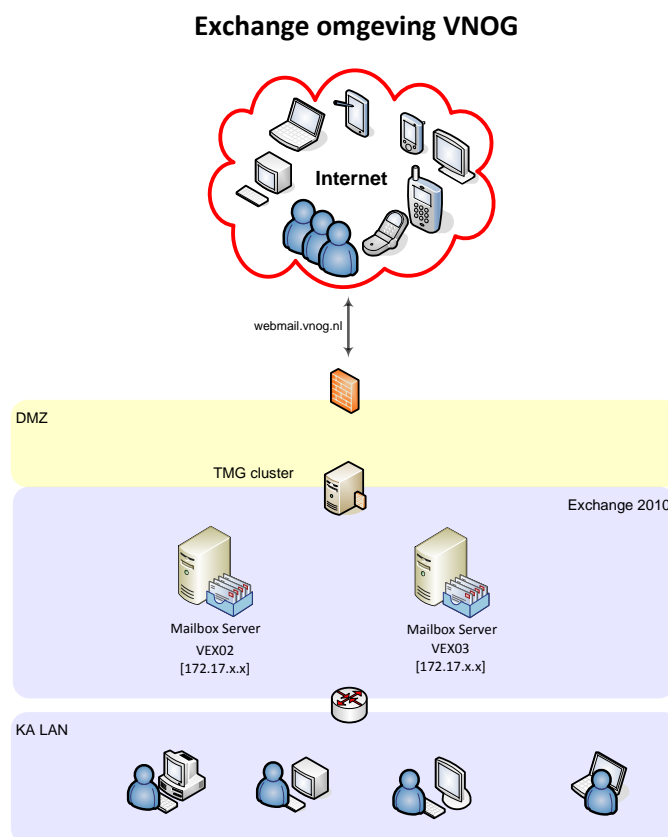 Exchange omgeving VNOG
Internet
webmail.vnog.nl
DMZ
TMG cluster
Exchange 2010
Mailbox Server
VEX02
[172.17.x.x]
Mailbox Server
VEX03
[172.17.x.x]
KA LAN